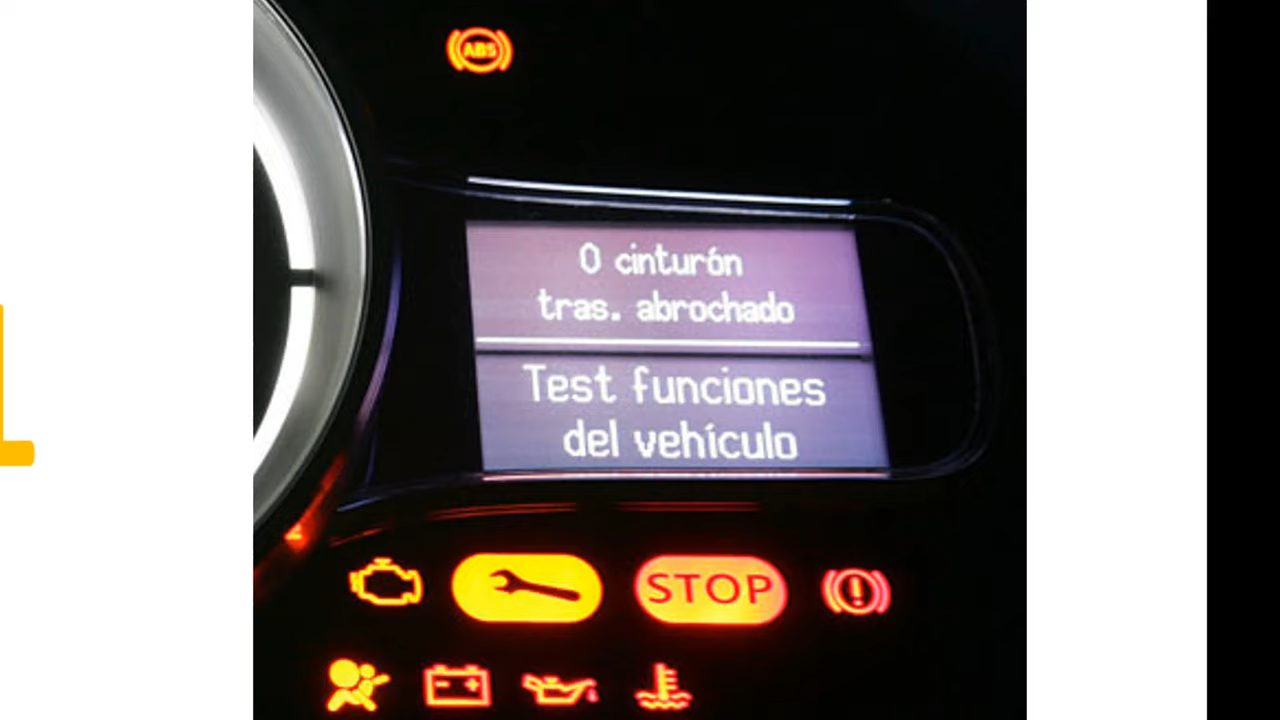 ABS
0 cinturón
tras. abrochado
Test funciones
del vehículo
STOP